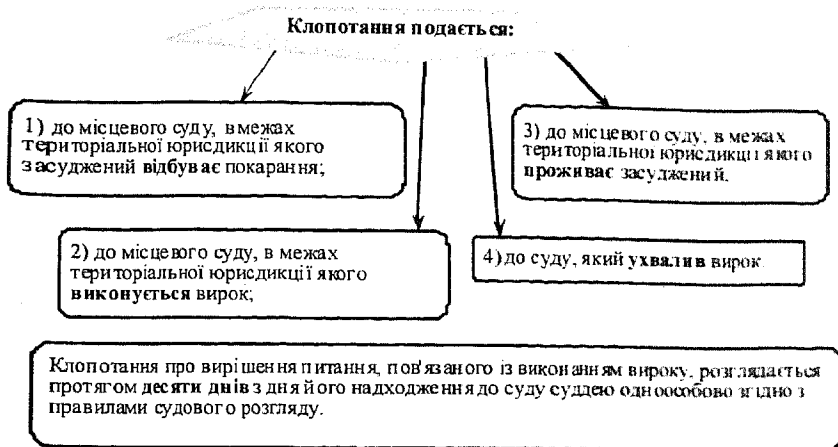 Клопотання подається:
1) до місцевого суду, в межах
територіальної юрисдикції якого
засуджений відбуває покарання;
3) до місцевого суду, в межах
територіальної юрисдикції якого
проживає засуджений.
2) до місцевого суду, в межах
територіальної юрисдикції якого
виконується вирок;
4) до суду, який ухвалив вирок
Клопотання про вирішення питання, пов'язаного із виконанням вироку, розглядається
протягом десяти днів з дня його надходження до суду суддею одноособово згідно з
правилами судового розгляду.